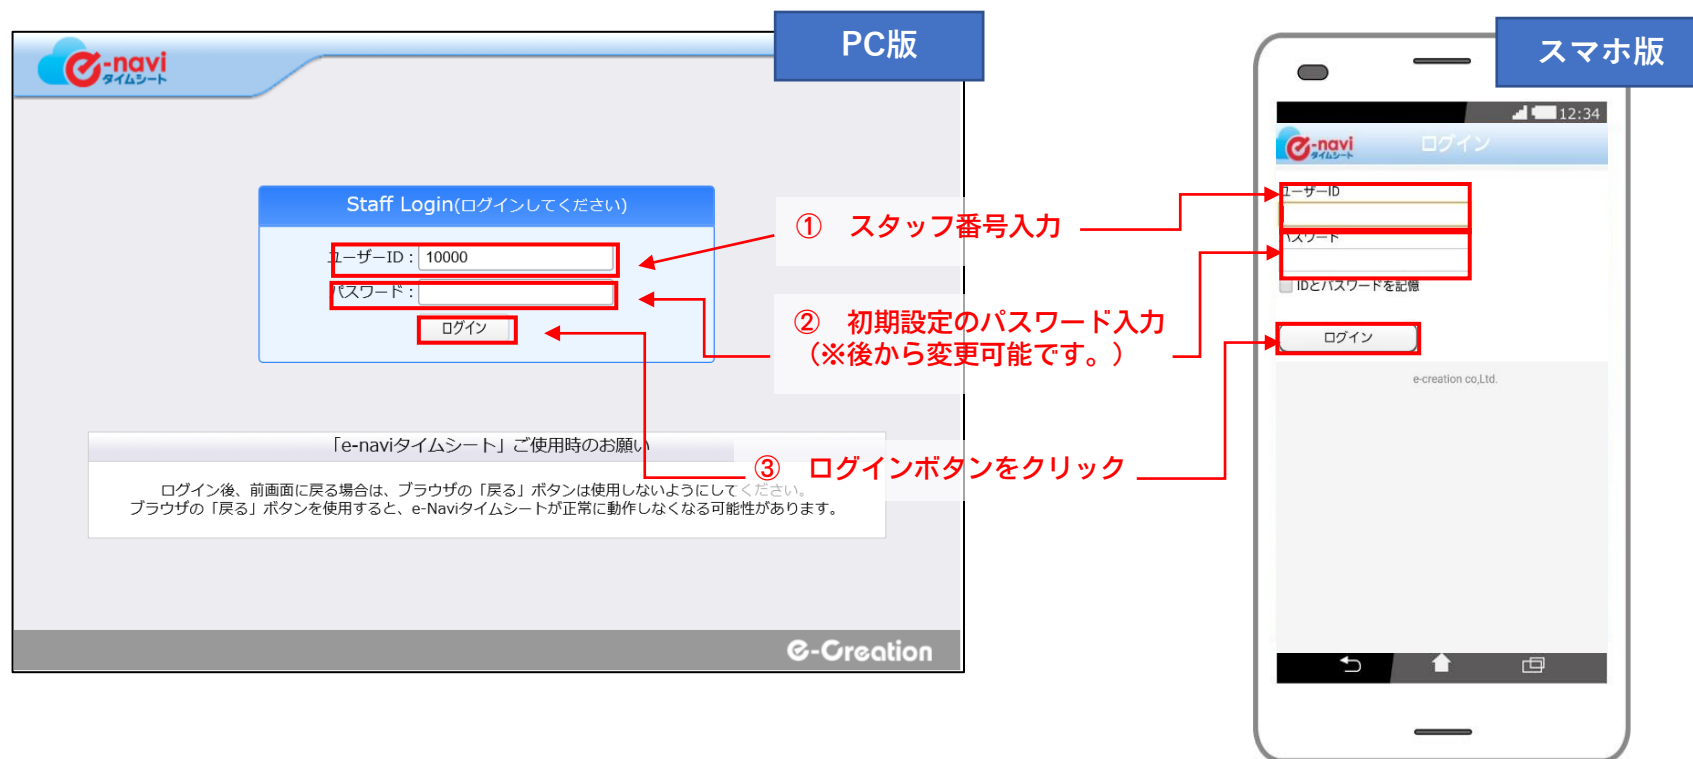 PC版
e-navi
タイムシート
Staff Login(ログインしてください)
ユーザーID： 10000
パスワード：
ログイン
「e-naviタイムシート」ご使用時のお願い
ログイン後、前画面に戻る場合は、ブラウザの「戻る」ボタンは使用しないようにしてください。
ブラウザの「戻る」ボタンを使用すると、e-Naviタイムシートが正常に動作しなくなる可能性があります。
e-Creation
① スタッフ番号入力
② 初期設定のパスワード入力
（※後から変更可能です。）
③ ログインボタンをクリック
スマホ版
12:34
e-navi
タイムシート
ログイン
ユーザーID
パスワード
IDとパスワードを記憶
ログイン
e-creation co,Ltd.